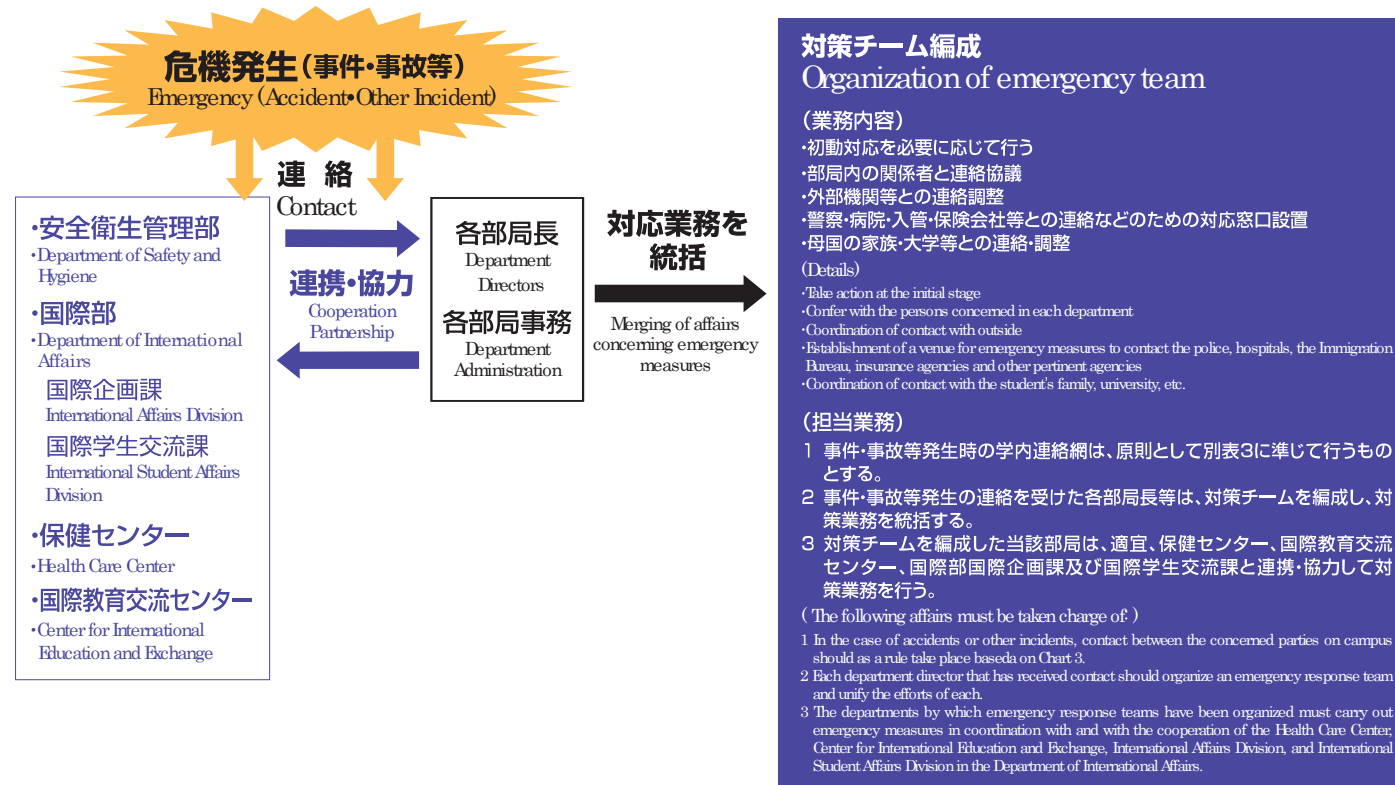 危機発生(事件・事故等)
Emergency (Accident•Other Incident)
連 絡
Contact
・安全衛生管理部
・Department of Safety and
Hygiene
・国際部
・Department of International
Affairs
国際企画課
International Affairs Division
国際学生交流課
International Student Affairs
Division
・保健センター
・Health Care Center
・国際教育交流センター
・Center for International
Education and Exchange
連携・協力
Cooperation
Partnership
各部局長
Department
Directors
各部局事務
Department
Administration
対応業務を
統括
Merging of affairs
concerning emergency
measures
対策チーム編成
Organization of emergency team
(業務内容)
・初動対応を必要に応じて行う
・部局内の関係者と連絡協議
・外部機関等との連絡調整
・警察・病院・入管・保険会社等との連絡などのための対応窓口設置
・母国の家族・大学等との連絡・調整
(Details)
・Take action at the initial stage
・Confer with the persons concerned in each department
・Coordination of contact with outside
・Establishment of a venue for emergency measures to contact the police, hospitals, the Immigration
Bureau, insurance agencies and other pertinent agencies
・Coordination of contact with the student's family, university, etc.
(担当業務)
1 事件・事故等発生時の学内連絡網は、原則として別表3に準じて行うもの
とする。
2 事件・事故等発生の連絡を受けた各部局長等は、対策チームを編成し、対
策業務を統括する。
3 対策チームを編成した当該部局は、適宜、保健センター、国際教育交流
センター、国際部国際企画課及び国際学生交流課と連携・協力して対
策業務を行う。
( The following affairs must be taken charge of: )
1 In the case of accidents or other incidents, contact between the concerned parties on campus
should as a rule take place baseda on Chart 3.
2 Each department director that has received contact should organize an emergency response team
and unify the efforts of each.
3 The departments by which emergency response teams have been organized must carry out
emergency measures in coordination with and with the cooperation of the Health Care Center,
Center for International Education and Exchange, International Affairs Division, and International
Student Affairs Division in the Department of International Affairs.